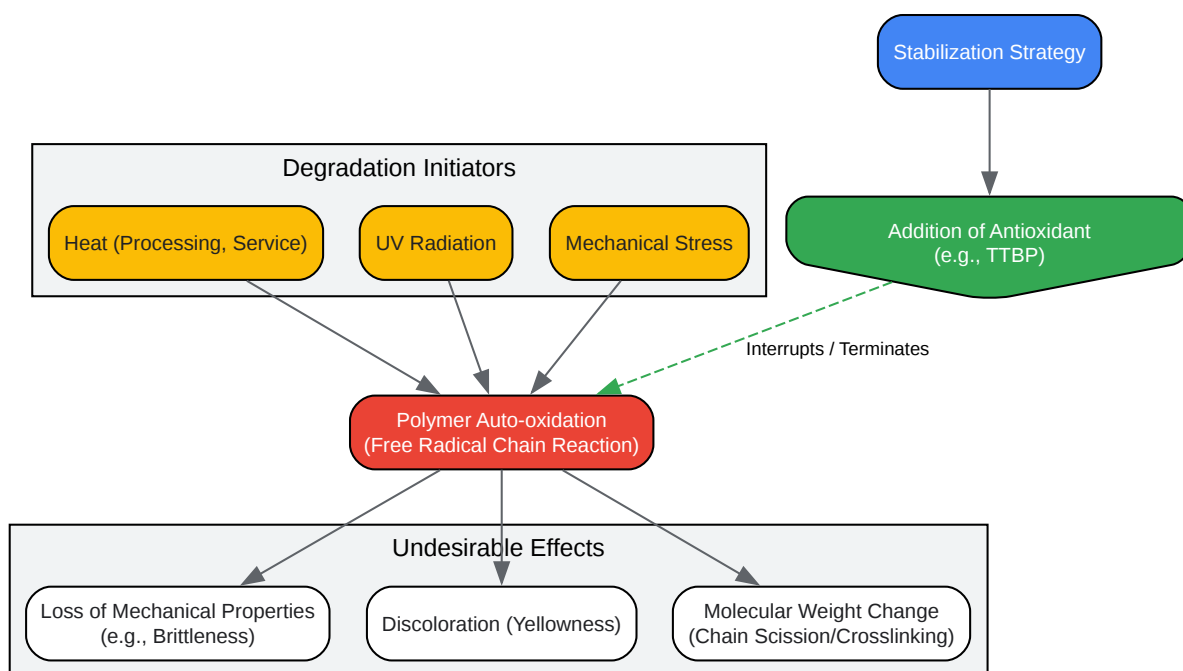 Stabilization Strategy
Degradation Initiators
Heat (Processing, Service)
UV Radiation
Mechanical Stress
Addition of Antioxidant
(e.g., TTBP)
Interrupts / Terminates
Polymer Auto-oxidation
(Free Radical Chain Reaction)
Undesirable Effects
Loss of Mechanical Properties
(e.g., Brittleness)
Discoloration (Yellowness)
Molecular Weight Change
(Chain Scission/Crosslinking)